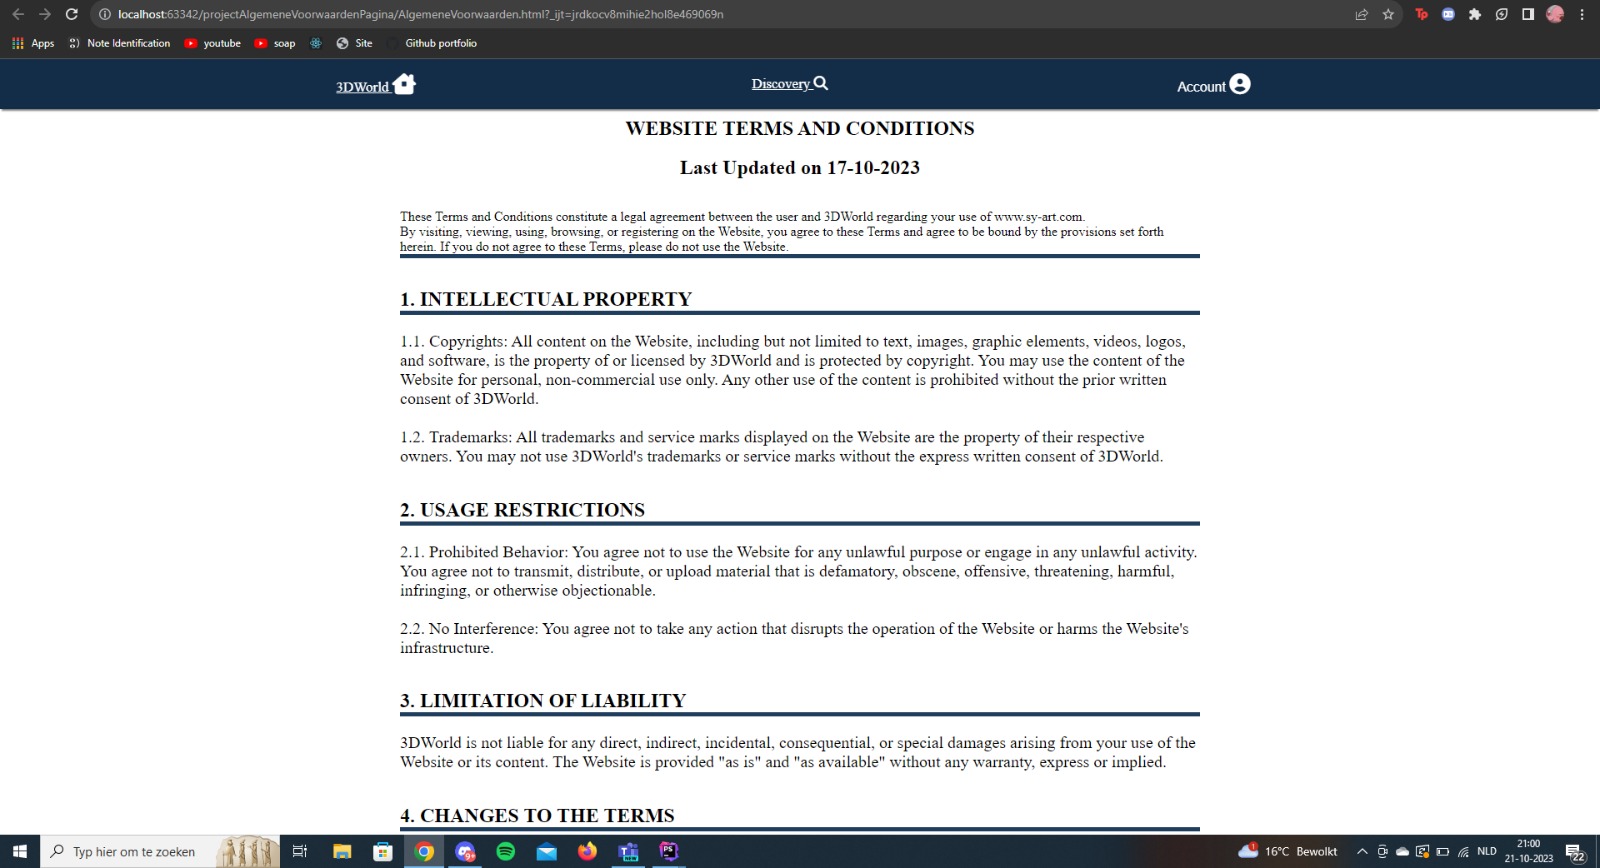 localhost:63342/projectAlgemeneVoorwaardenPagina/AlgemeneVoorwaarden.html?_ijt=jrdkocv8mihie2hol8e469069n
Tp
Apps Note Identification youtube soap Site Github portfolio
3DWorld Discovery Account
WEBSITE TERMS AND CONDITIONS
Last Updated on 17-10-2023
These Terms and Conditions constitute a legal agreement between the user and 3DWorld regarding your use of www.sy-art.com.
By visiting, viewing, using, browsing, or registering on the Website, you agree to these Terms and agree to be bound by the provisions set forth
herein. If you do not agree to these Terms, please do not use the Website.
1. INTELLECTUAL PROPERTY
1.1. Copyrights: All content on the Website, including but not limited to text, images, graphic elements, videos, logos,
and software, is the property of or licensed by 3DWorld and is protected by copyright. You may use the content of the
Website for personal, non-commercial use only. Any other use of the content is prohibited without the prior written
consent of 3DWorld.
1.2. Trademarks: All trademarks and service marks displayed on the Website are the property of their respective
owners. You may not use 3DWorld's trademarks or service marks without the express written consent of 3DWorld.
2. USAGE RESTRICTIONS
2.1. Prohibited Behavior: You agree not to use the Website for any unlawful purpose or engage in any unlawful activity.
You agree not to transmit, distribute, or upload material that is defamatory, obscene, offensive, threatening, harmful,
infringing, or otherwise objectionable.
2.2. No Interference: You agree not to take any action that disrupts the operation of the Website or harms the Website's
infrastructure.
3. LIMITATION OF LIABILITY
3DWorld is not liable for any direct, indirect, incidental, consequential, or special damages arising from your use of the
Website or its content. The Website is provided "as is" and "as available" without any warranty, express or implied.
4. CHANGES TO THE TERMS
Typ hier om te zoeken
PS
16°C Bewolkt
NLD
21:00
21-10-2023
22